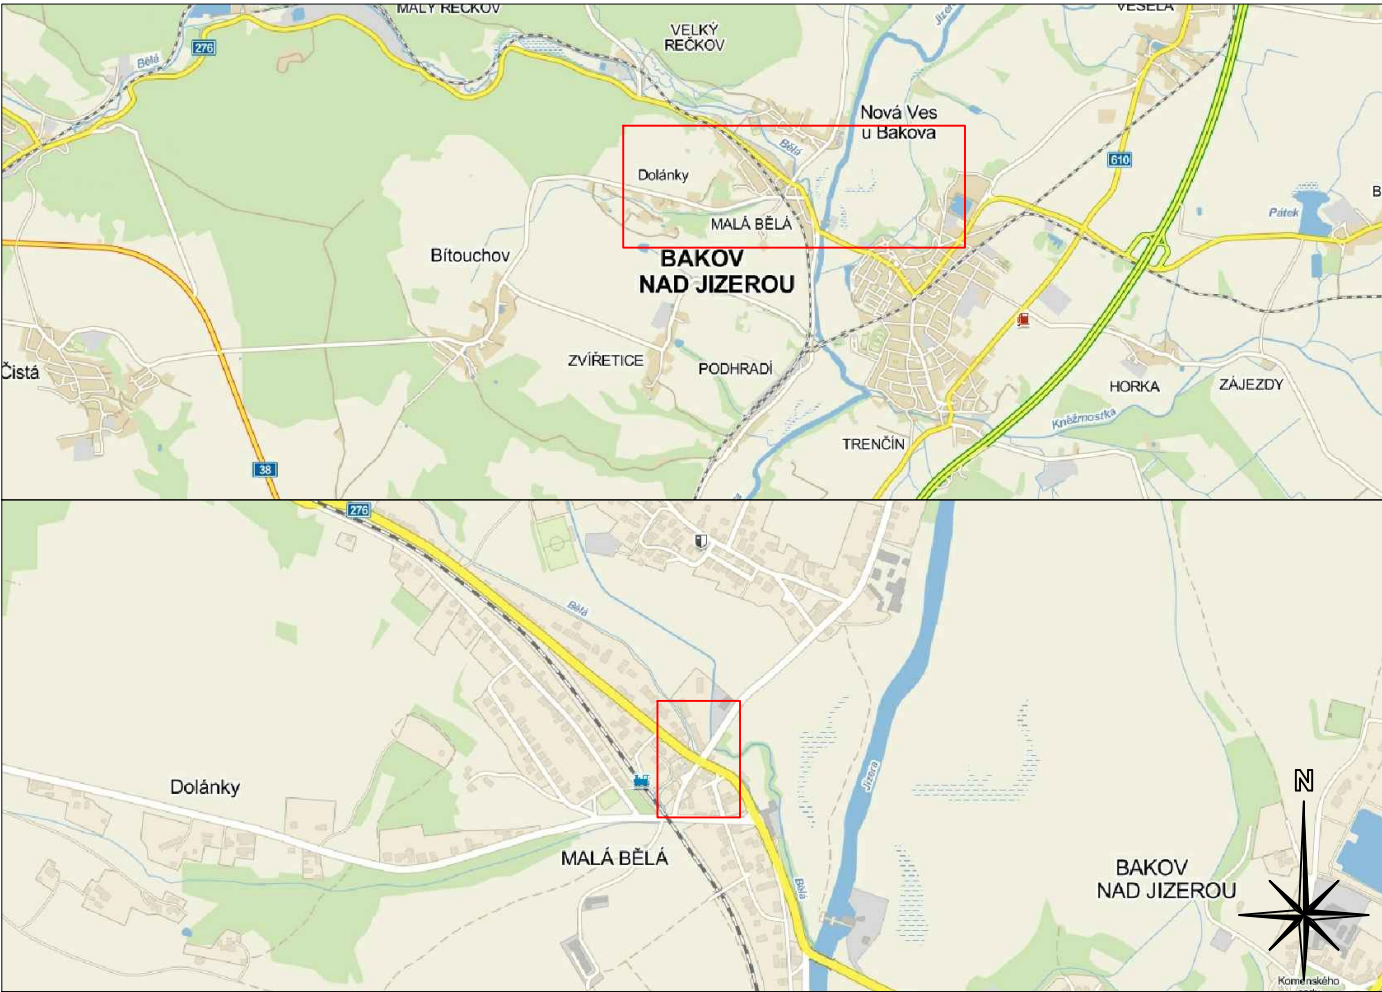 MALÝ REČKOV
VESELÁ
VELKÝ
REČKOV
Jizera
276
Bělá
Nová Ves
u Bakova
Bělá
610
Dolánky
B
Pátek
MALÁ BĚLÁ
Bítouchov
BAKOV
NAD JIZEROU
Čistá
ZVÍŘETICE
PODHRADÍ
HORKA
ZÁJEZDY
Kněžmostka
TRENČÍN
38
276
Bělá
Jizera
Dolánky
N
MALÁ BĚLÁ
BAKOV
NAD JIZEROU
Bělá
Komenského